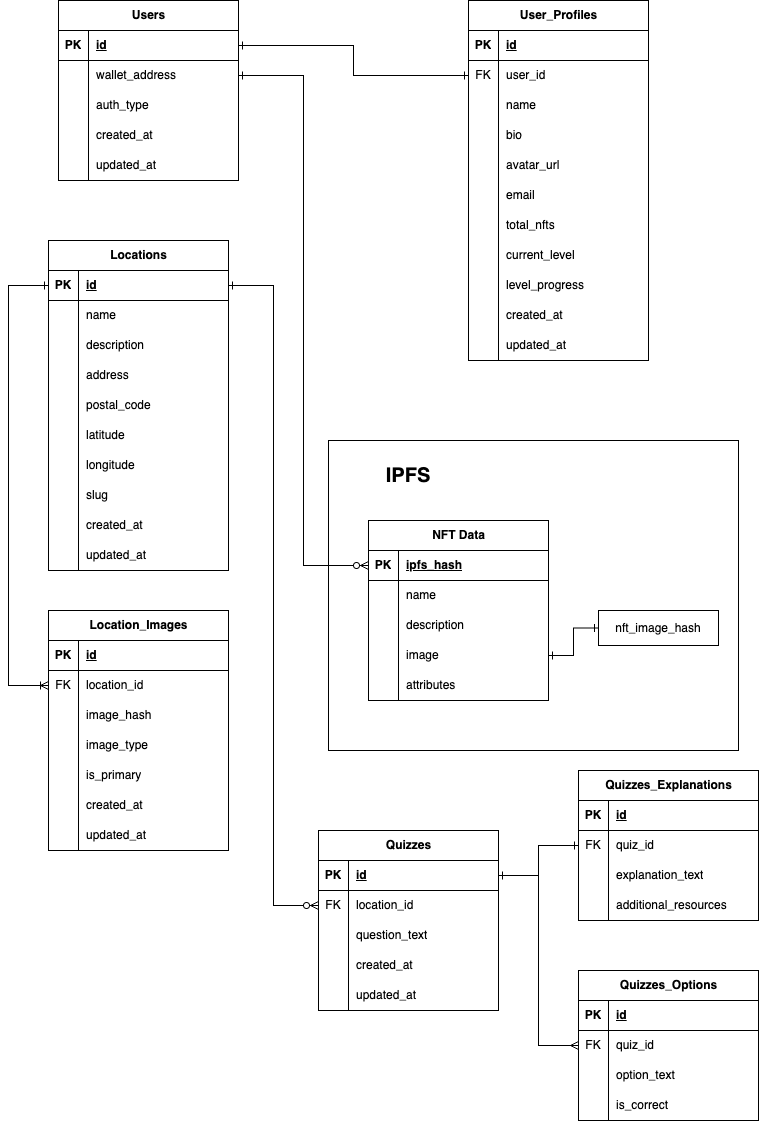 Users
PK id
wallet_address
auth_type
created_at
updated_at
User_Profiles
PK id
FK user_id
name
bio
avatar_url
email
total_nfts
current_level
level_progress
created_at
updated_at
Locations
PK id
name
description
address
postal_code
latitude
longitude
slug
created_at
updated_at
IPFS
NFT Data
PK ipfs_hash
name
description
image
attributes
nft_image_hash
Location_Images
PK id
FK location_id
image_hash
image_type
is_primary
created_at
updated_at
Quizzes
PK id
FK location_id
question_text
created_at
updated_at
Quizzes_Explanations
PK id
FK quiz_id
explanation_text
additional_resources
Quizzes_Options
PK id
FK quiz_id
option_text
is_correct